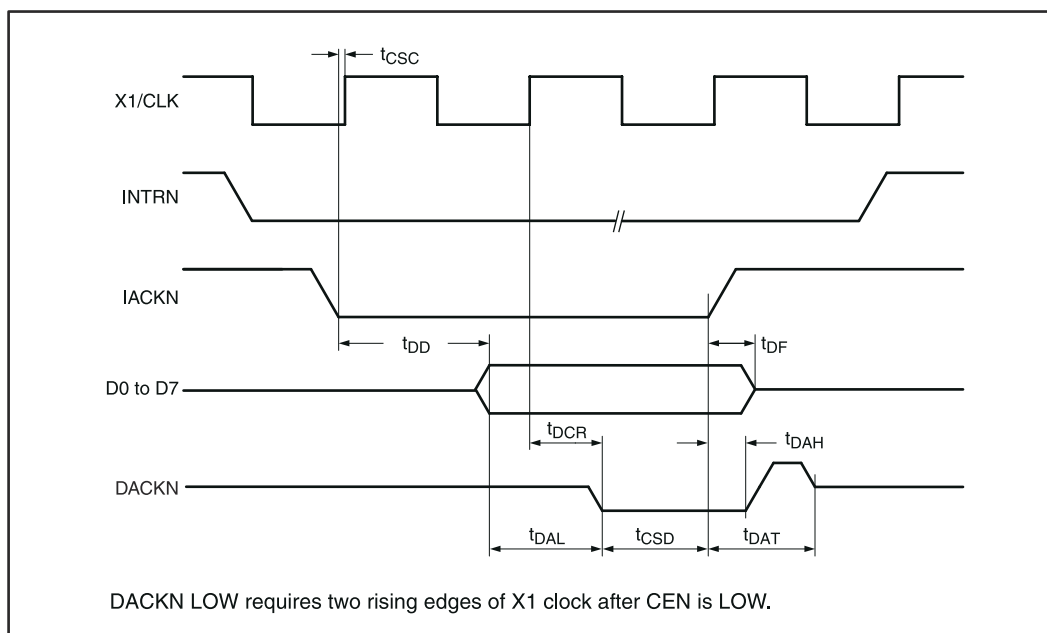 tCSC
X1/CLK
INTRN
IACKN
tDD
tDF
D0 to D7
tDCR
tDAH
DACKN
tDAL
tCSD
tDAT
DACKN LOW requires two rising edges of X1 clock after CEN is LOW.